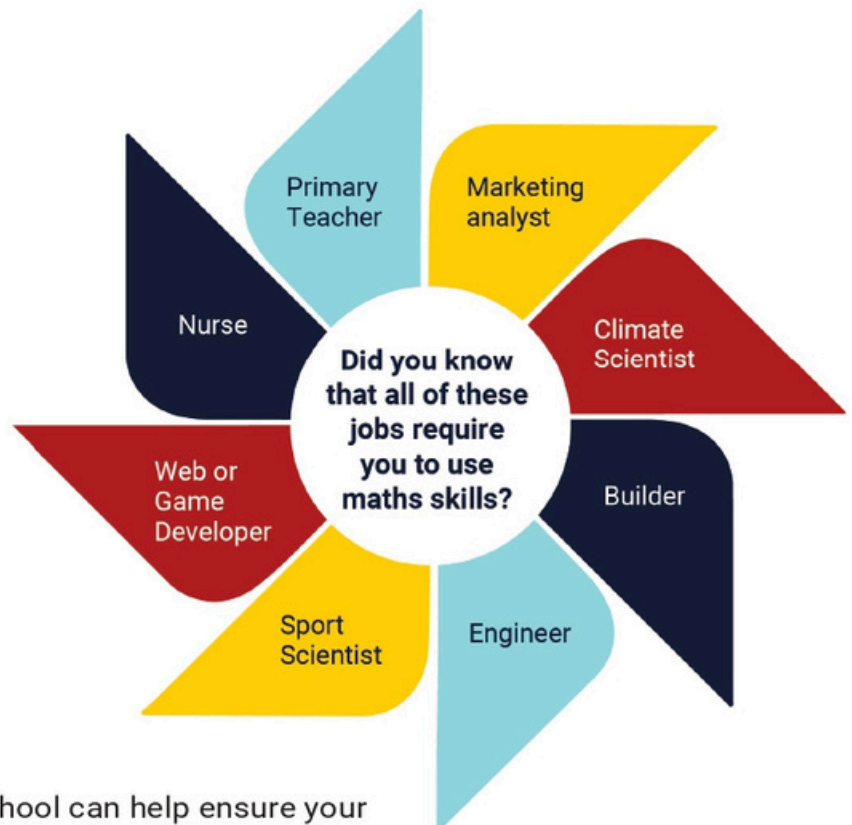 Primary
Teacher
Marketing
analyst
Nurse
Climate
Scientist
Did you know
that all of these
jobs require
you to use
maths skills?
Web or
Game
Developer
Builder
Sport
Scientist
Engineer
can help ensure your